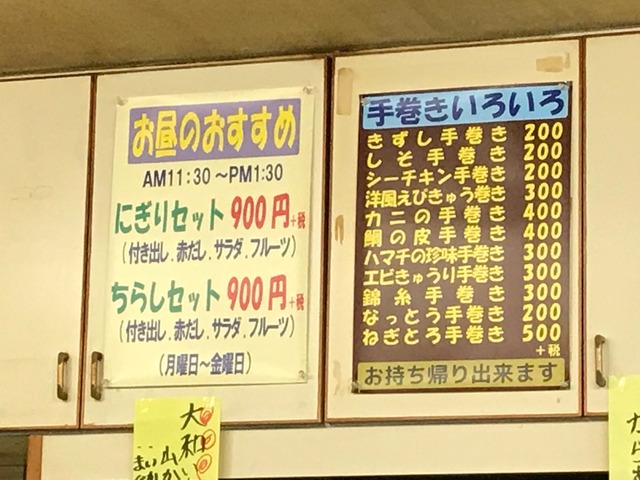 お昼のおすすめ
AM11:30〜PM1:30
にぎりセット 900円+税
(付き出し.赤だし.サラダ.フルーツ)
ちらしセット 900円+税
(付き出し.赤だし.サラダ.フルーツ)
(月曜日〜金曜日)
手巻きいろいろ
きずし手巻き 200
しそ手巻き 200
シーチキン手巻き 200
洋風えびきゅう巻き 300
カニの手巻き 400
鯛の皮手巻き 400
ハマチの珍味手巻き 300
エビきゅうり手巻き 300
錦糸手巻き 300
なっとう手巻き 200
ねぎとろ手巻き 500
+税
お持ち帰り出来ます
大和